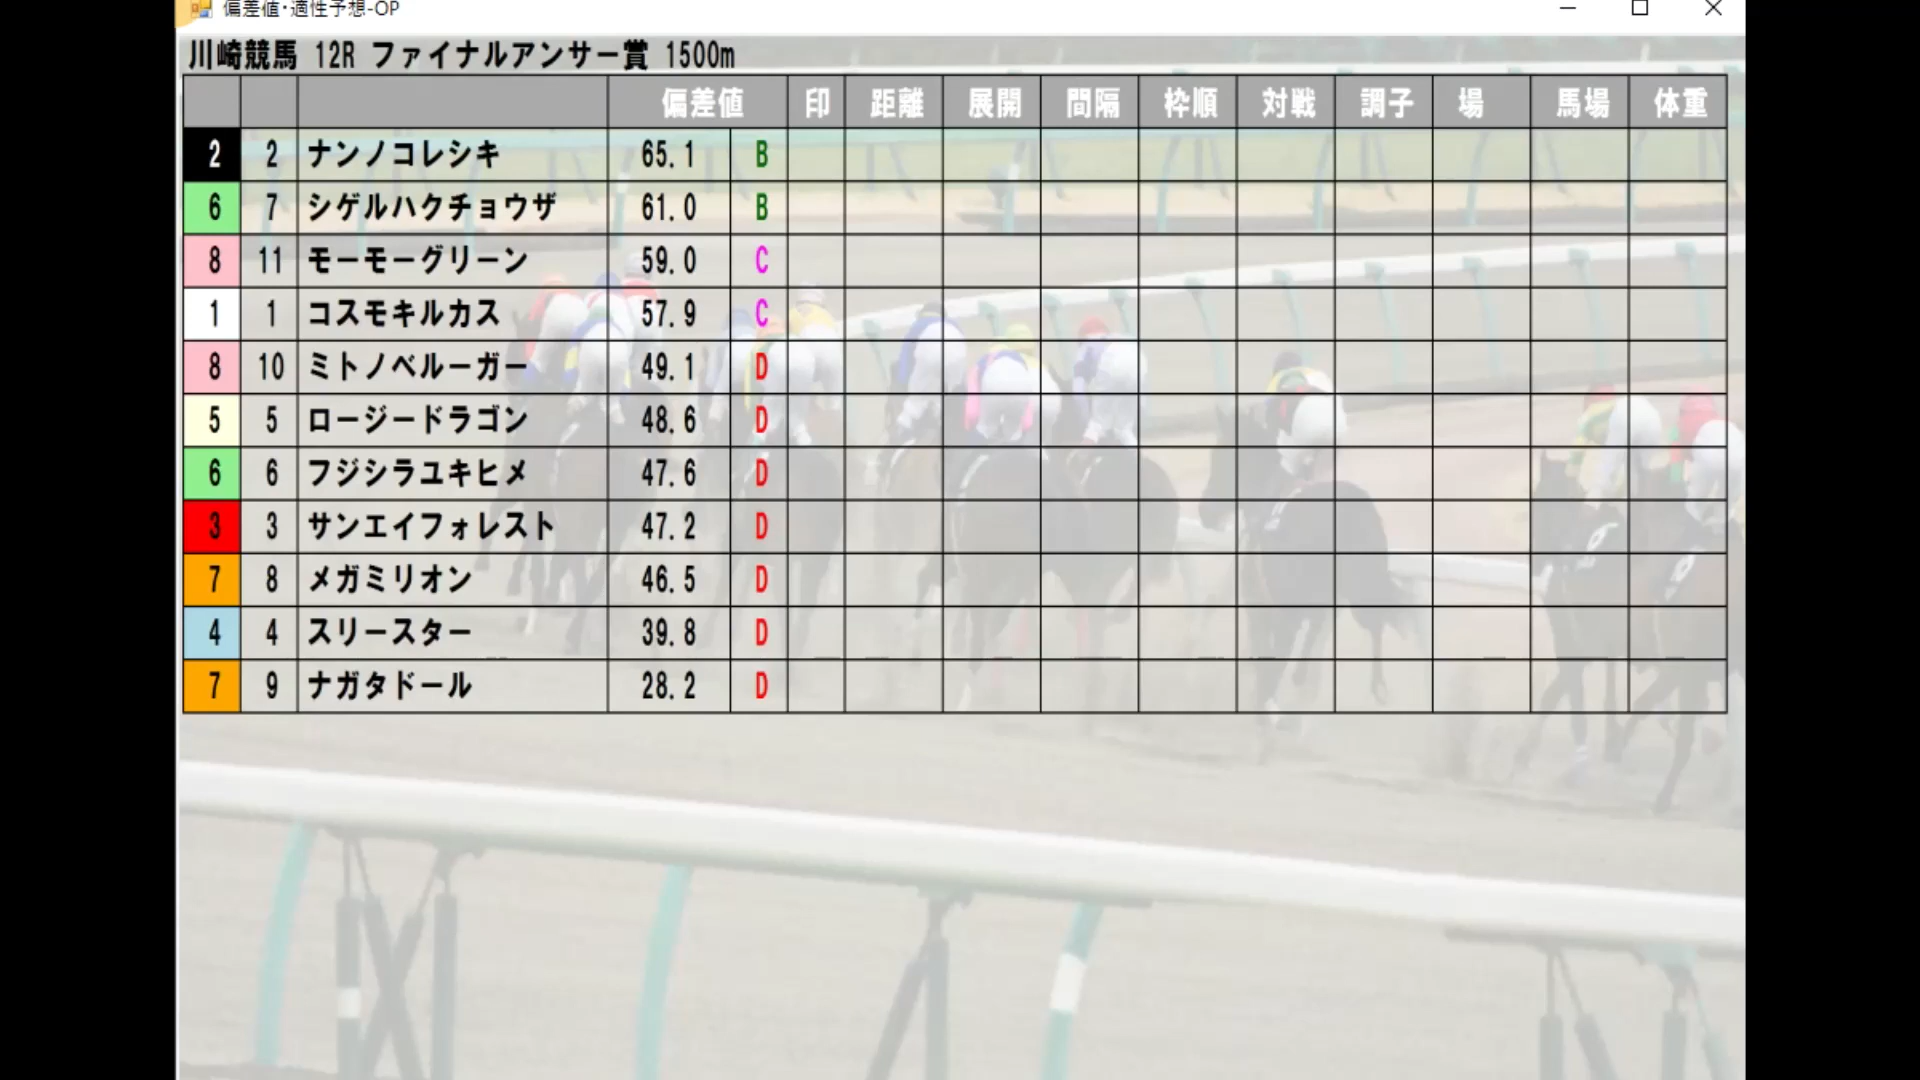 偏差値・適性予想-OP
川崎競馬 12R ファイナルアンサー賞 1500m
偏差値 印 距離 展開 間隔 枠順 対戦 調子 場 馬場 体重
2 2 ナンノコレシキ 65.1 B
6 7 シゲルハクチョウザ 61.0 B
8 11 モーモーグリーン 59.0 C
1 1 コスモキルカス 57.9 C
8 10 ミトノベルーガー 49.1 D
5 5 ロージードラゴン 48.6 D
6 6 フジシラユキヒメ 47.6 D
3 3 サンエイフォレスト 47.2 D
7 8 メガミリオン 46.5 D
4 4 スリースター 39.8 D
7 9 ナガタドール 28.2 D